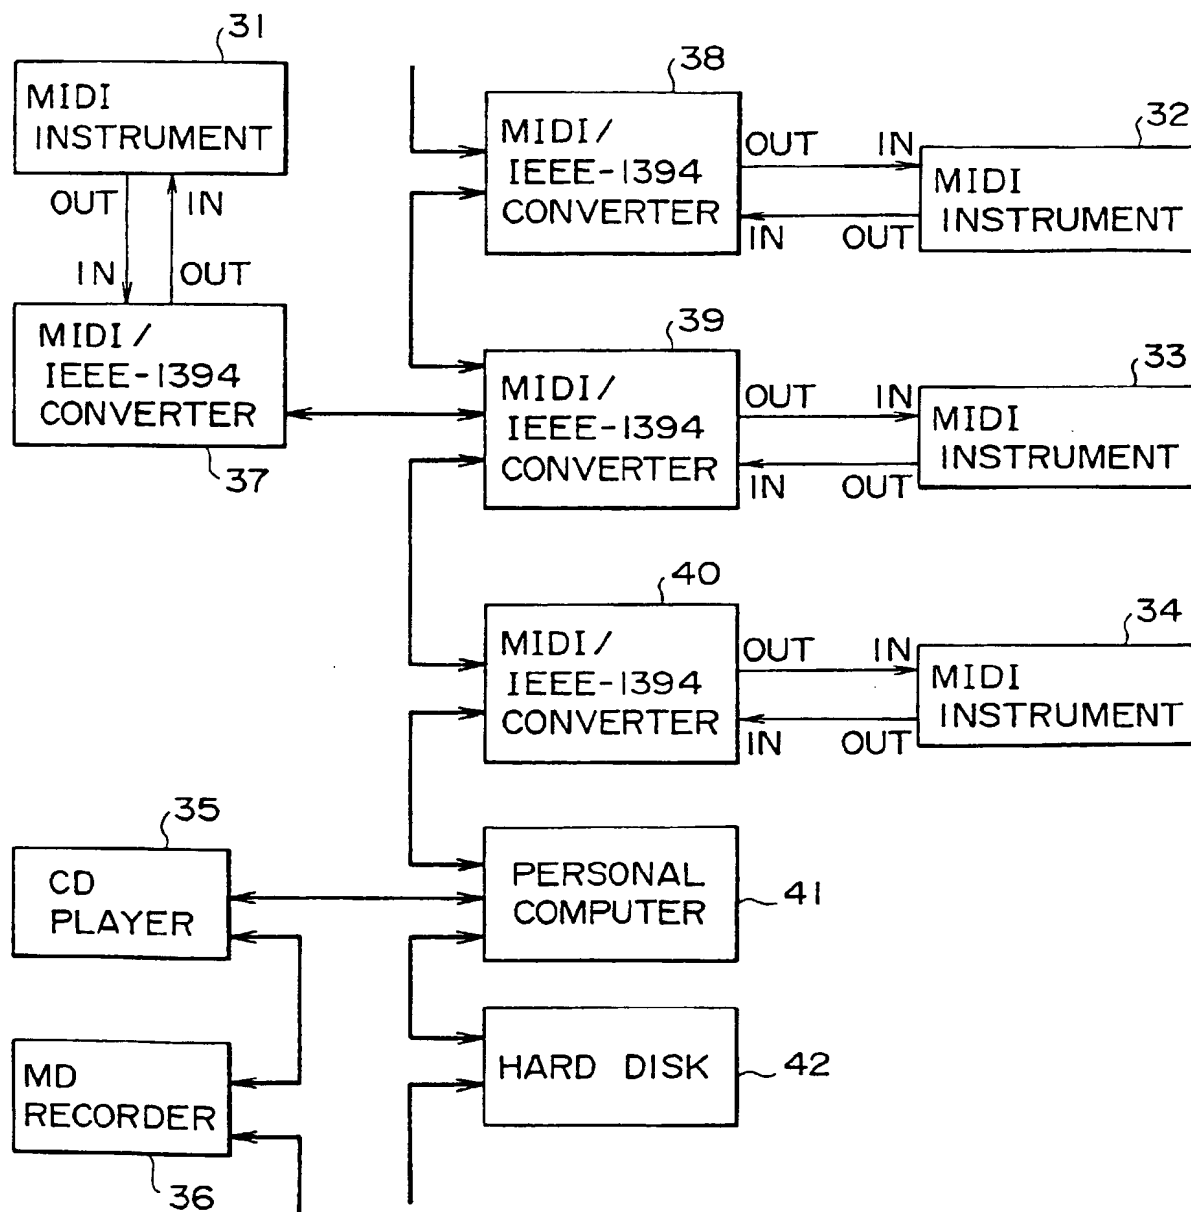 31
MIDI
INSTRUMENT
OUT
IN
IN
OUT
MIDI/
IEEE-1394
CONVERTER
37
38
MIDI/
IEEE-1394
CONVERTER
OUT
IN
IN
OUT
32
MIDI
INSTRUMENT
39
MIDI/
IEEE-1394
CONVERTER
OUT
IN
IN
OUT
33
MIDI
INSTRUMENT
40
MIDI/
IEEE-1394
CONVERTER
OUT
IN
IN
OUT
34
MIDI
INSTRUMENT
35
CD
PLAYER
PERSONAL
COMPUTER
41
MD
RECORDER
36
HARD DISK
42